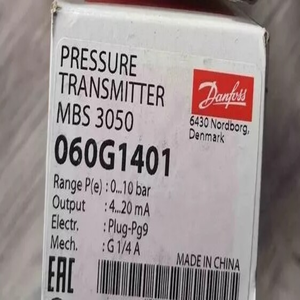 PRESSURE
TRANSMITTER
MBS 3050
060G1401
Danfoss
6430 Nordborg,
Denmark
Range P(e) : 0...10 bar
Output : 4...20 mA
Electr. : Plug-Pg9
Mech. : G 1/4 A
MADE IN CHINA
EAC